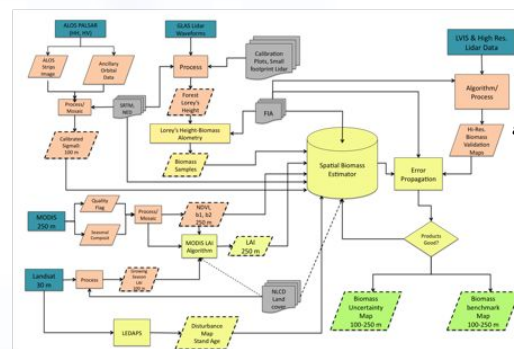 ALOS PALSAR
(HH, HV)
GLAS Lidar
Waveforms
LVIS & High Res.
Lidar Data
Calibration
Plots, Small
footprint Lidar
ALOS
Strips
Image
Ancillary
Orbital
Data
Process
Process/
Mosaic
SRTM,
NED
Forest
Lorey's
Height
FIA
Algorithm/
Process
Calibrated
Sigma0
100 m
Lorey's Height-Biomass
Alometry
Biomass
Samples
Hi-Res.
Biomass
Validation
Maps
Spatial Biomass
Estimator
Error
Propagation
MODIS
250 m
Quality
Flag
Seasonal
Composit
Process/
Mosaic
NDVI,
b1, b2
250 m
MODIS LAI
Algorithm
LAI
250 m
Products
Good?
Landsat
30 m
Process
Growing
Season
NLCD
Land
cover
Biomass
Uncertainty
Map
100-250 m
Biomass
benchmark Map
100-250 m
LEDAPS
Disturbance
Map
Stand Age